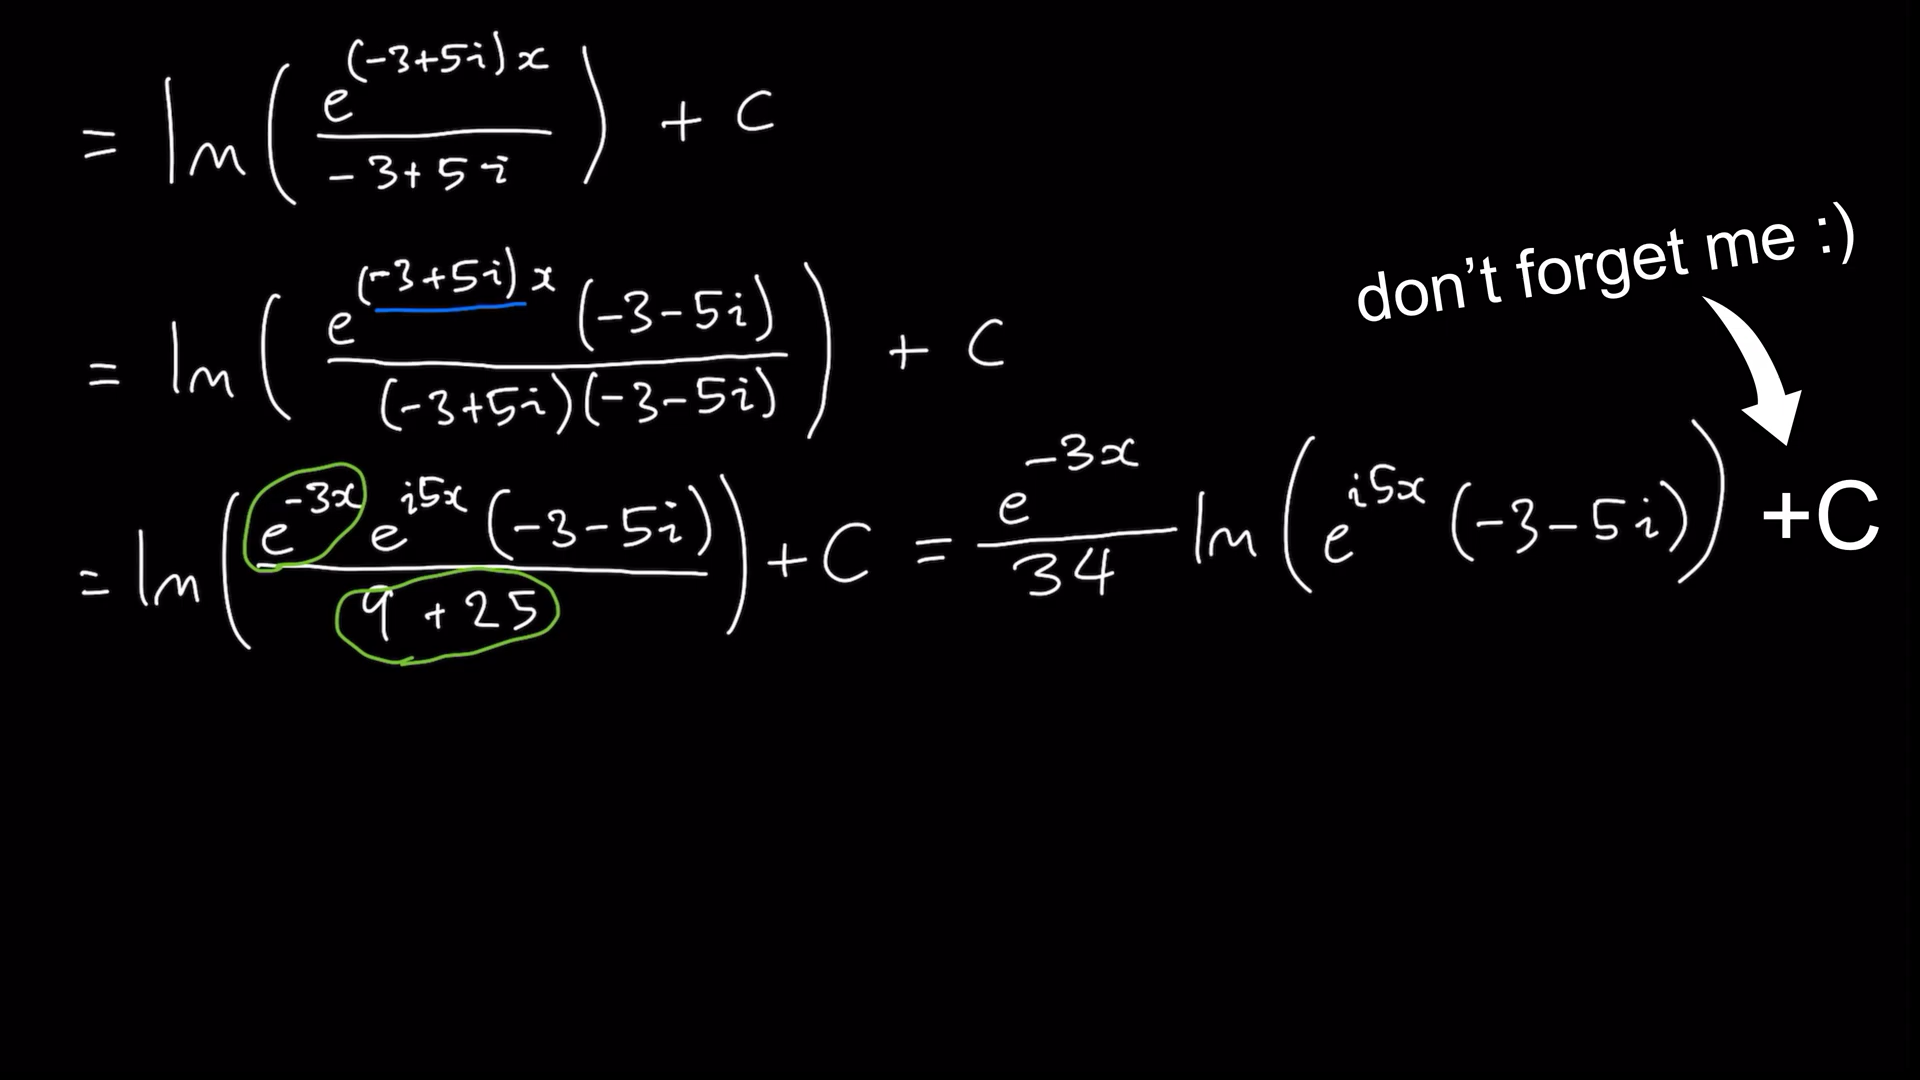 = Im( e^{(-3+5i)x} / (-3+5i) ) + C
don't forget me :)
= Im( e^{(-3+5i)x} (-3-5i) / (-3+5i)(-3-5i) ) + C
= Im( e^{-3x} e^{i5x} (-3-5i) / 9+25 ) + C = e^{-3x} / 34 Im( e^{i5x} (-3-5i) ) +C